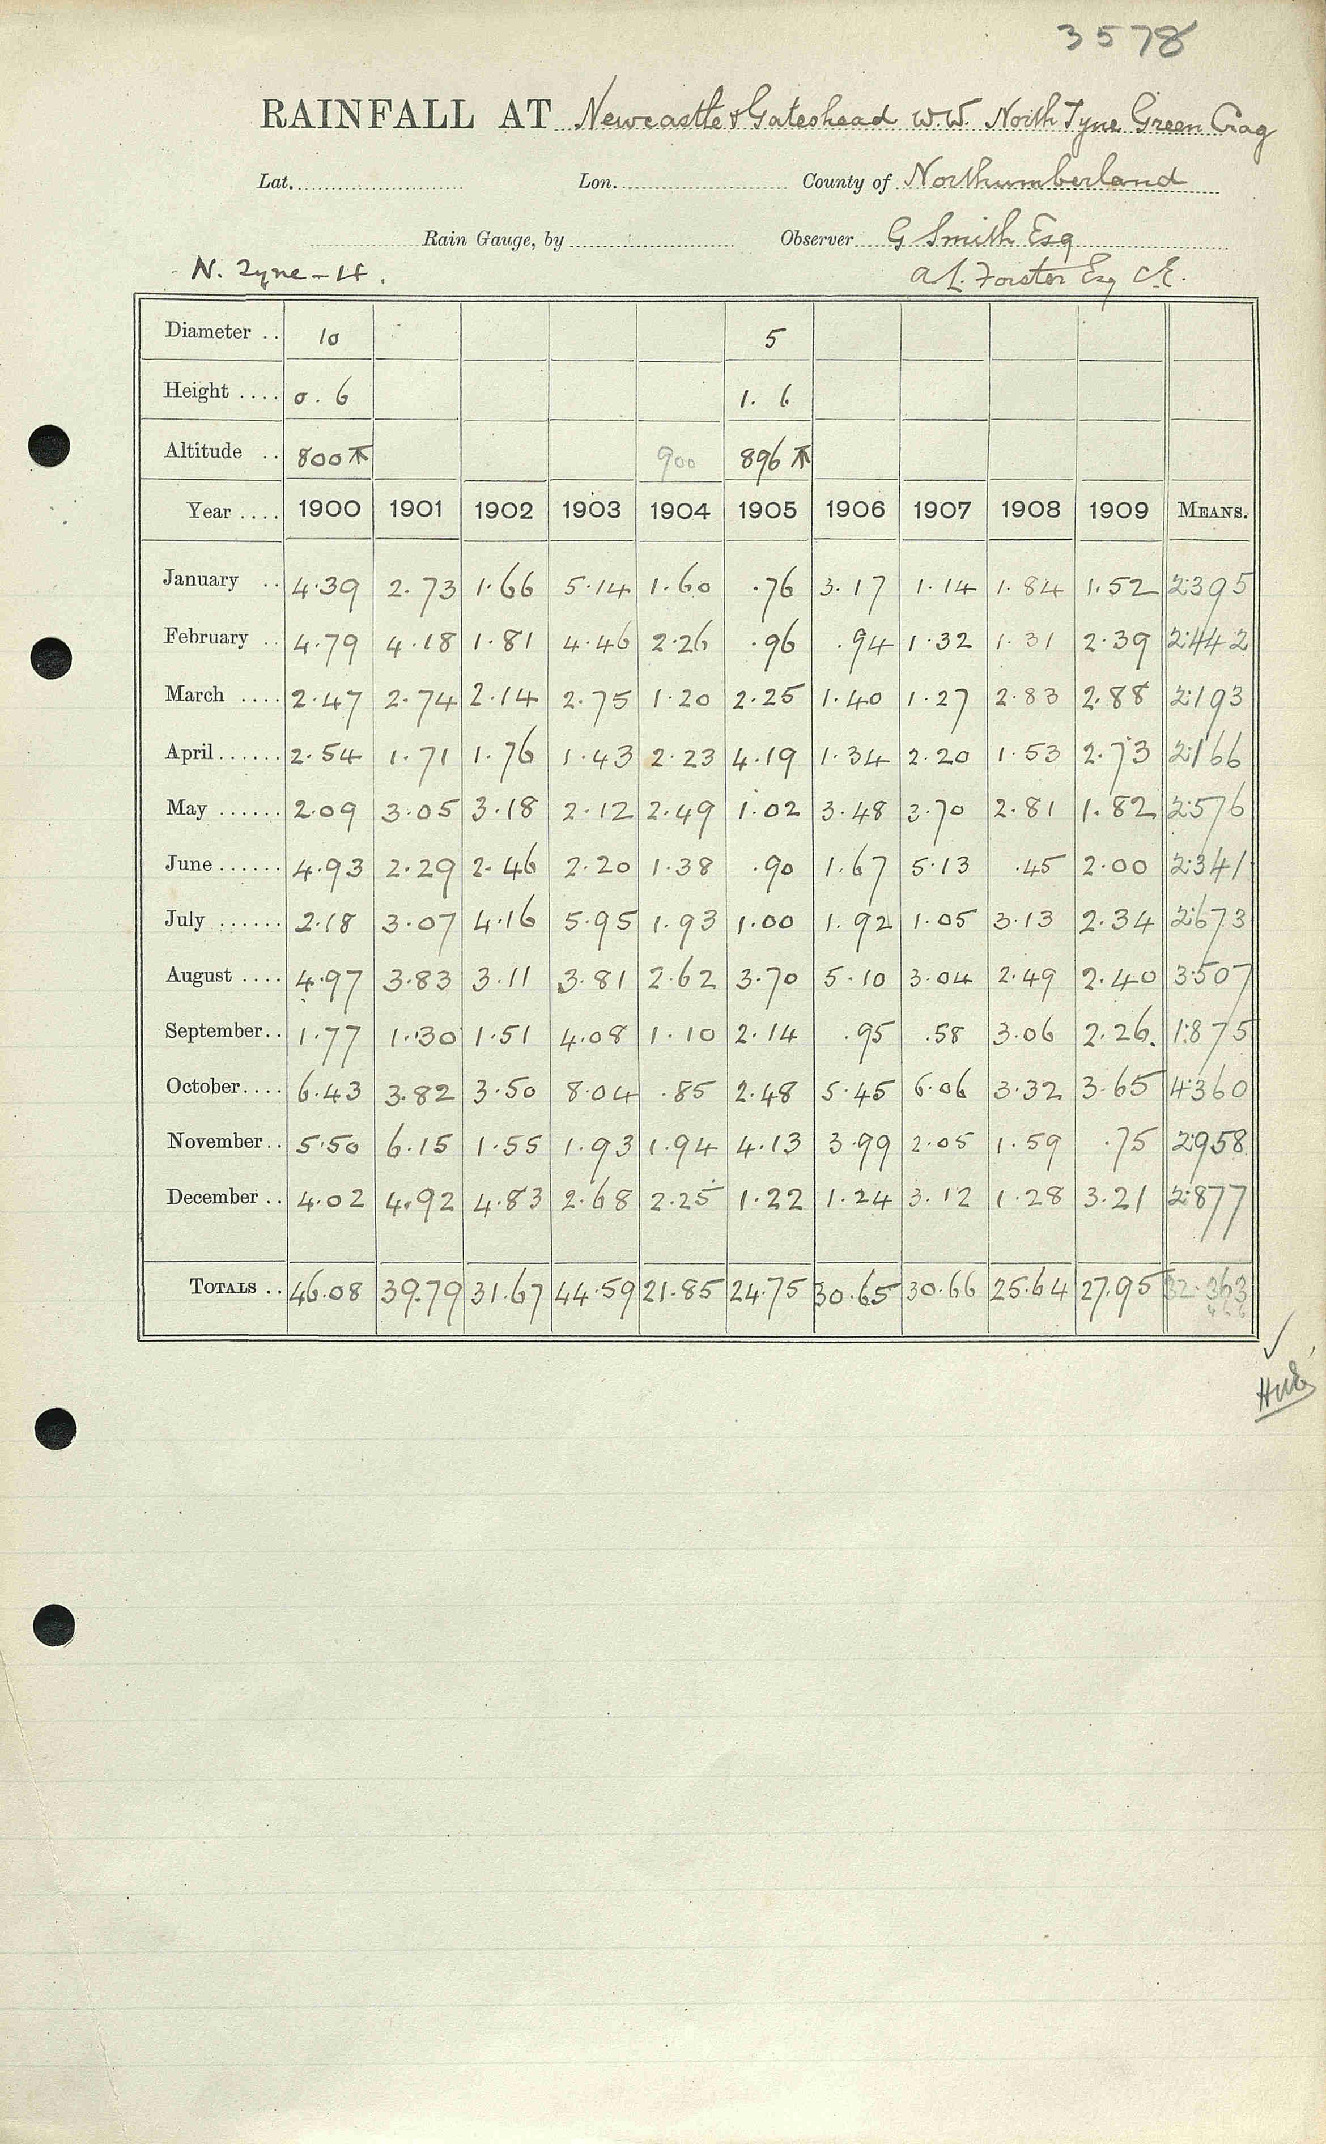 3578
RAINFALL AT Newcastle & Gateshead W.W. North Tyne Green Crag
Lat. Lon. County of Northumberland
Rain Gauge, by Observer G Smith Esq
N. Tyne - 14. A.L. Forster Esq C.E.
Diameter .. 10 5
Height .... 0.6 1.6
Altitude .. 800 900 896
Year .... 1900 1901 1902 1903 1904 1905 1906 1907 1908 1909 MEANS.
January .. 4.39 2.73 1.66 5.14 1.60 .76 3.17 1.14 1.84 1.52 2.395
February .. 4.79 4.18 1.81 4.46 2.26 .96 .94 1.32 1.31 2.39 2.442
March .... 2.47 2.74 2.14 2.75 1.20 2.25 1.40 1.27 2.83 2.88 2.193
April...... 2.54 1.71 1.76 1.43 2.23 4.19 1.34 2.20 1.53 2.73 2.166
May ...... 2.09 3.05 3.18 2.12 2.49 1.02 3.48 3.70 2.81 1.82 2.576
June...... 4.93 2.29 2.46 2.20 1.38 .90 1.67 5.13 .45 2.00 2.341
July ...... 2.18 3.07 4.16 5.95 1.93 1.00 1.92 1.05 3.13 2.34 2.673
August .... 4.97 3.83 3.11 3.81 2.62 3.70 5.10 3.04 2.49 2.40 3.507
September.. 1.77 1.30 1.51 4.08 1.10 2.14 .95 .58 3.06 2.26. 1.875
October.... 6.43 3.82 3.50 8.04 .85 2.48 5.45 6.06 3.32 3.65 4.360
November.. 5.50 6.15 1.55 1.93 1.94 4.13 3.99 2.05 1.59 .75 2.958
December .. 4.02 4.92 4.83 2.68 2.25 1.22 1.24 3.12 1.28 3.21 2.877
TOTALS .. 46.08 39.79 31.67 44.59 21.85 24.75 30.65 30.66 25.64 27.95 32.363